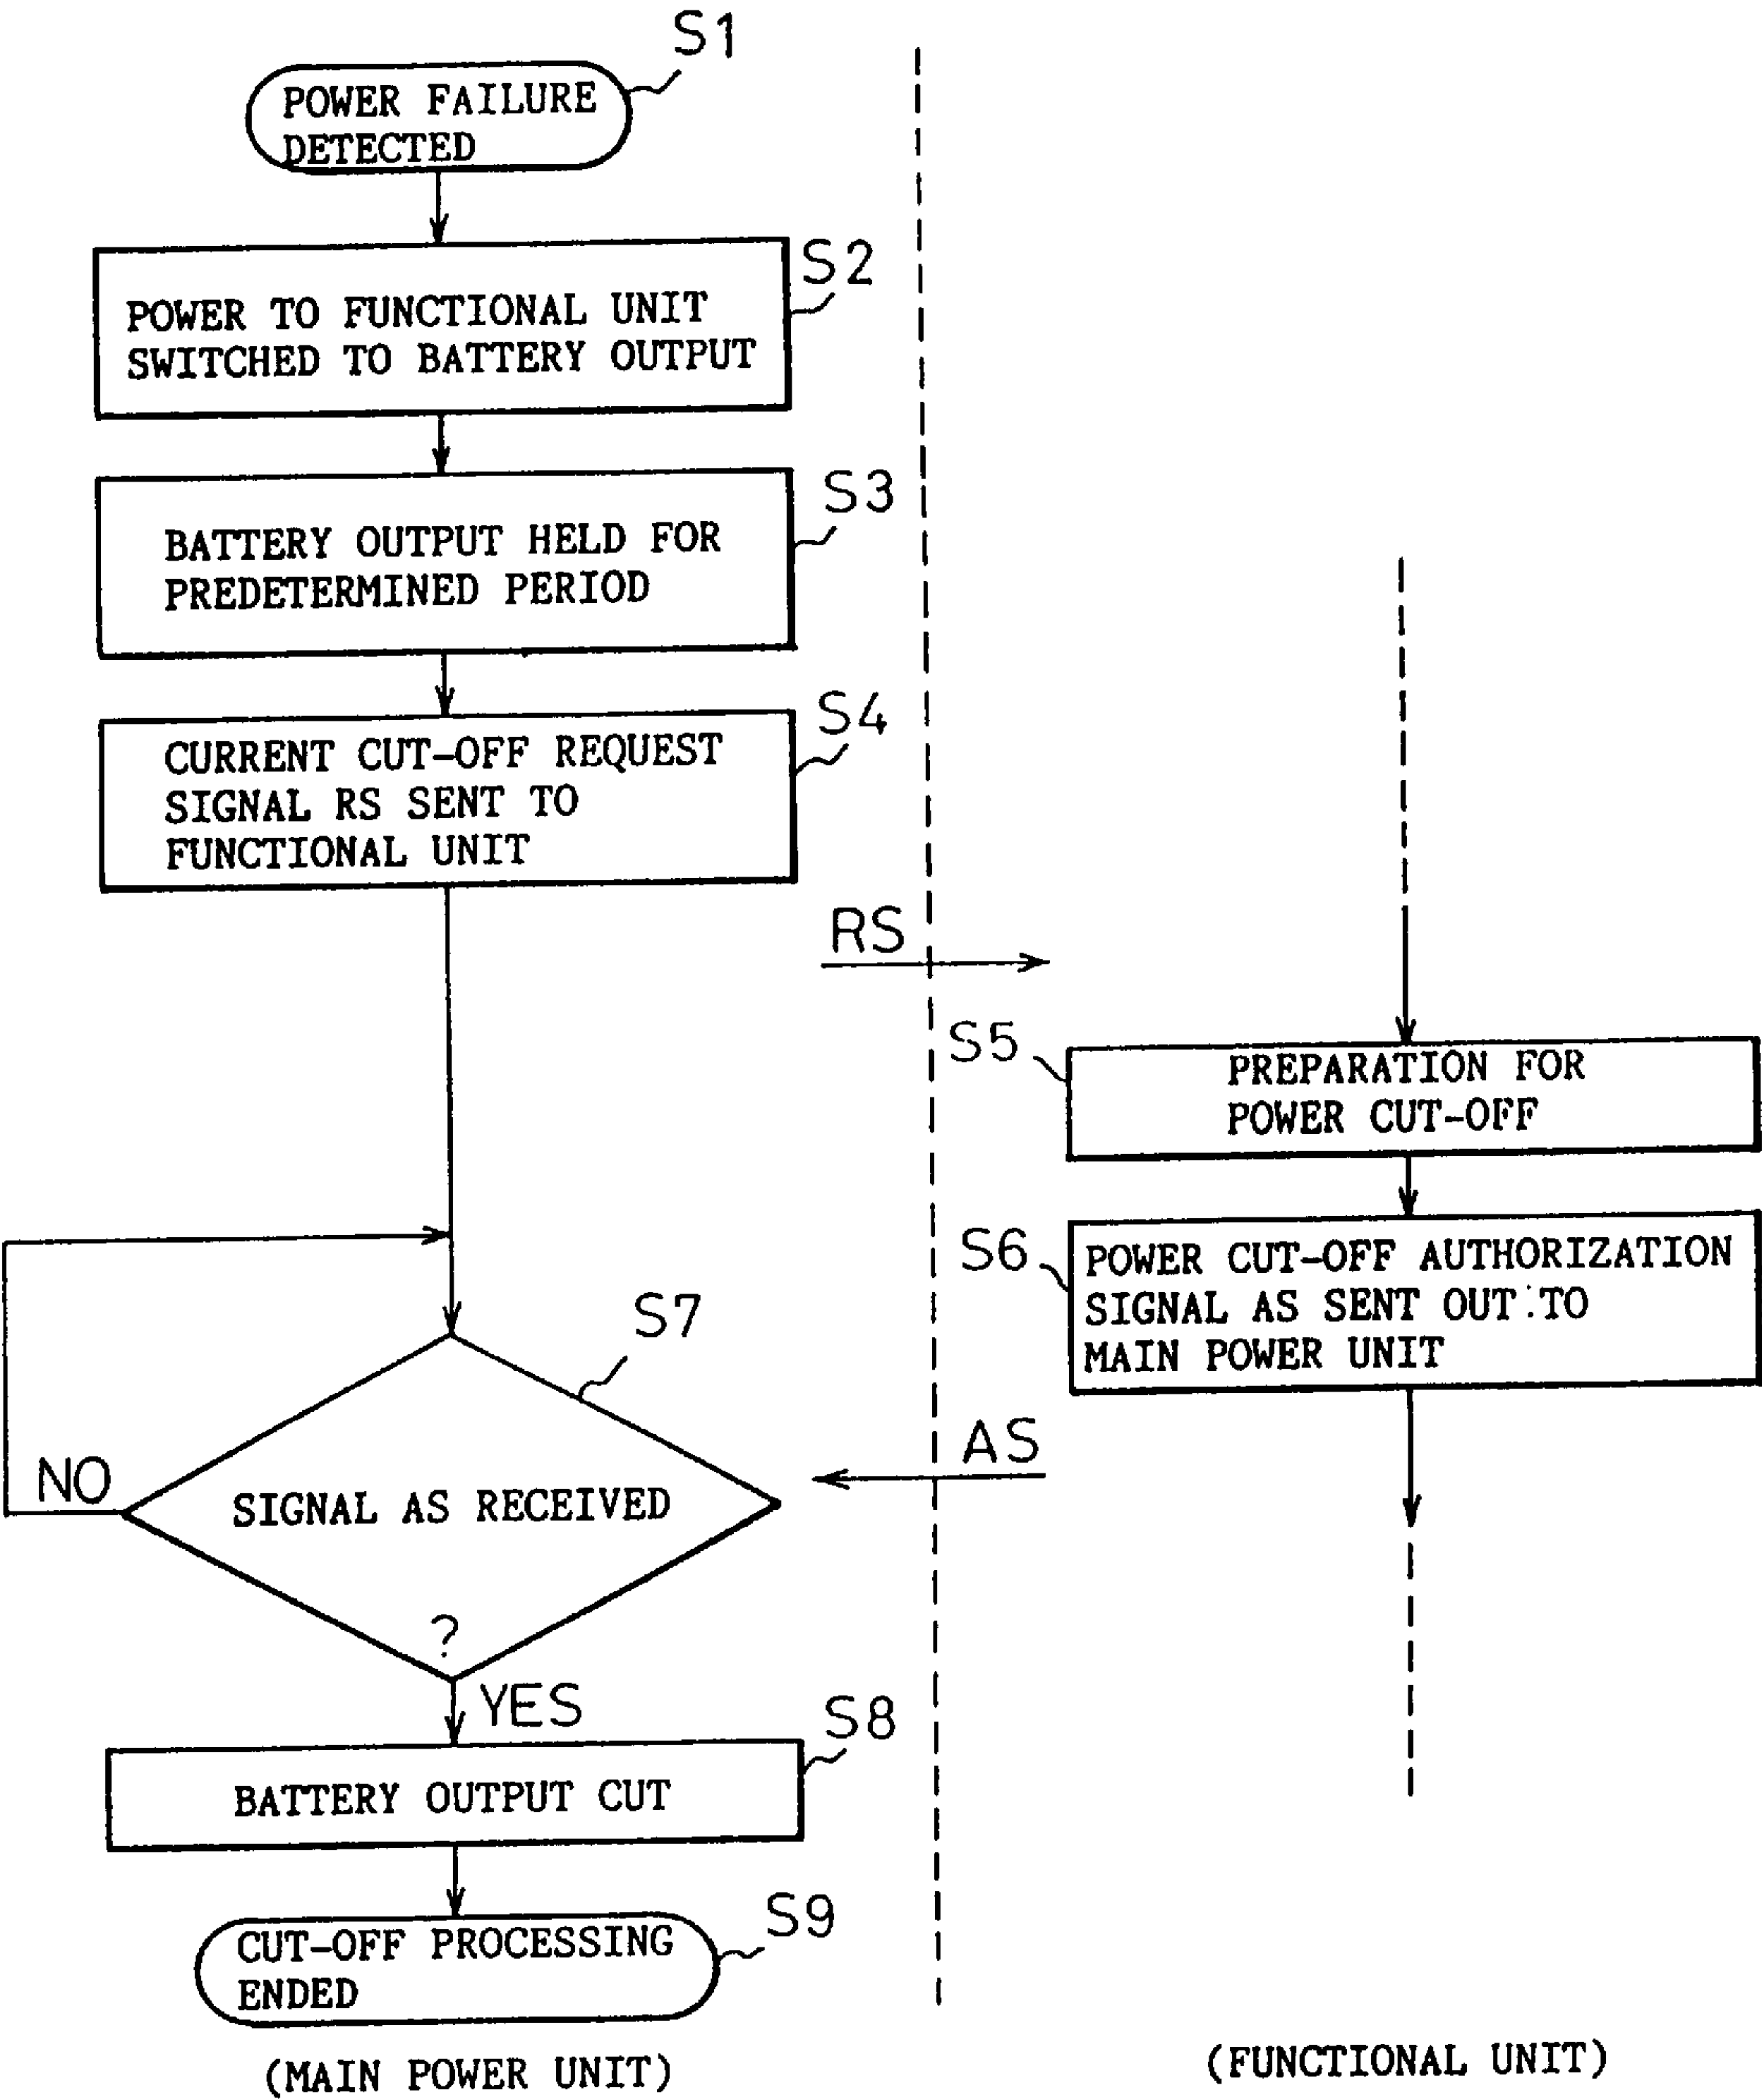 S1
POWER FAILURE
DETECTED
S2
POWER TO FUNCTIONAL UNIT
SWITCHED TO BATTERY OUTPUT
S3
BATTERY OUTPUT HELD FOR
PREDETERMINED PERIOD
S4
CURRENT CUT-OFF REQUEST
SIGNAL RS SENT TO
FUNCTIONAL UNIT
RS
S5
PREPARATION FOR
POWER CUT-OFF
S6
POWER CUT-OFF AUTHORIZATION
SIGNAL AS SENT OUT TO
MAIN POWER UNIT
S7
AS
NO
SIGNAL AS RECEIVED
?
YES
S8
BATTERY OUTPUT CUT
S9
CUT-OFF PROCESSING
ENDED
(MAIN POWER UNIT)
(FUNCTIONAL UNIT)